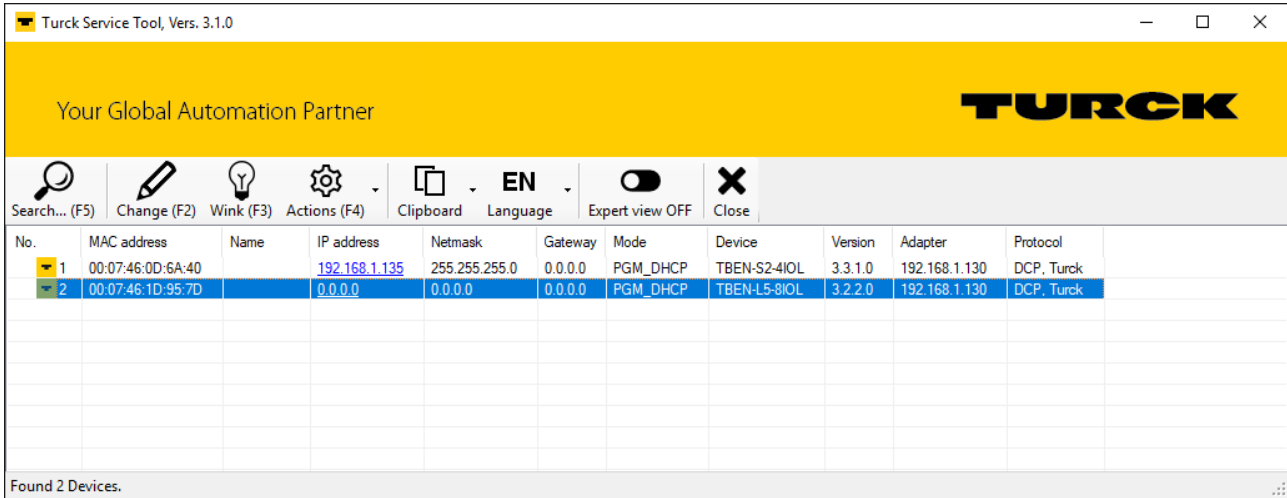 Turck Service Tool, Vers. 3.1.0
Your Global Automation Partner
TURCK
Search... (F5) Change (F2) Wink (F3) Actions (F4) Clipboard EN Language Expert view OFF Close
No. MAC address Name IP address Netmask Gateway Mode Device Version Adapter Protocol
1 00:07:46:0D:6A:40 192.168.1.135 255.255.255.0 0.0.0.0 PGM_DHCP TBEN-S2-4IOL 3.3.1.0 192.168.1.130 DCP, Turck
2 00:07:46:1D:95:7D 0.0.0.0 0.0.0.0 0.0.0.0 PGM_DHCP TBEN-L5-8IOL 3.2.2.0 192.168.1.130 DCP, Turck
Found 2 Devices.